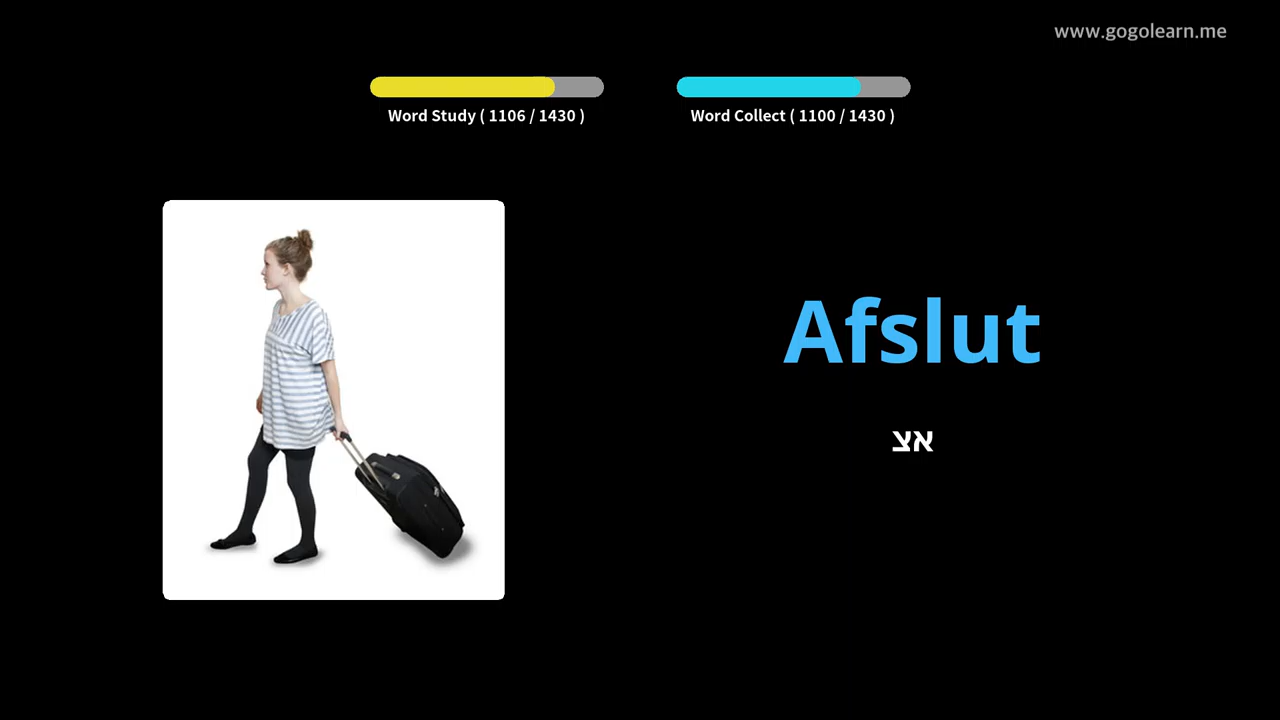 www.gogolearn.me
Word Study ( 1106 / 1430 )
Word Collect ( 1100 / 1430 )
Afslut
אצ